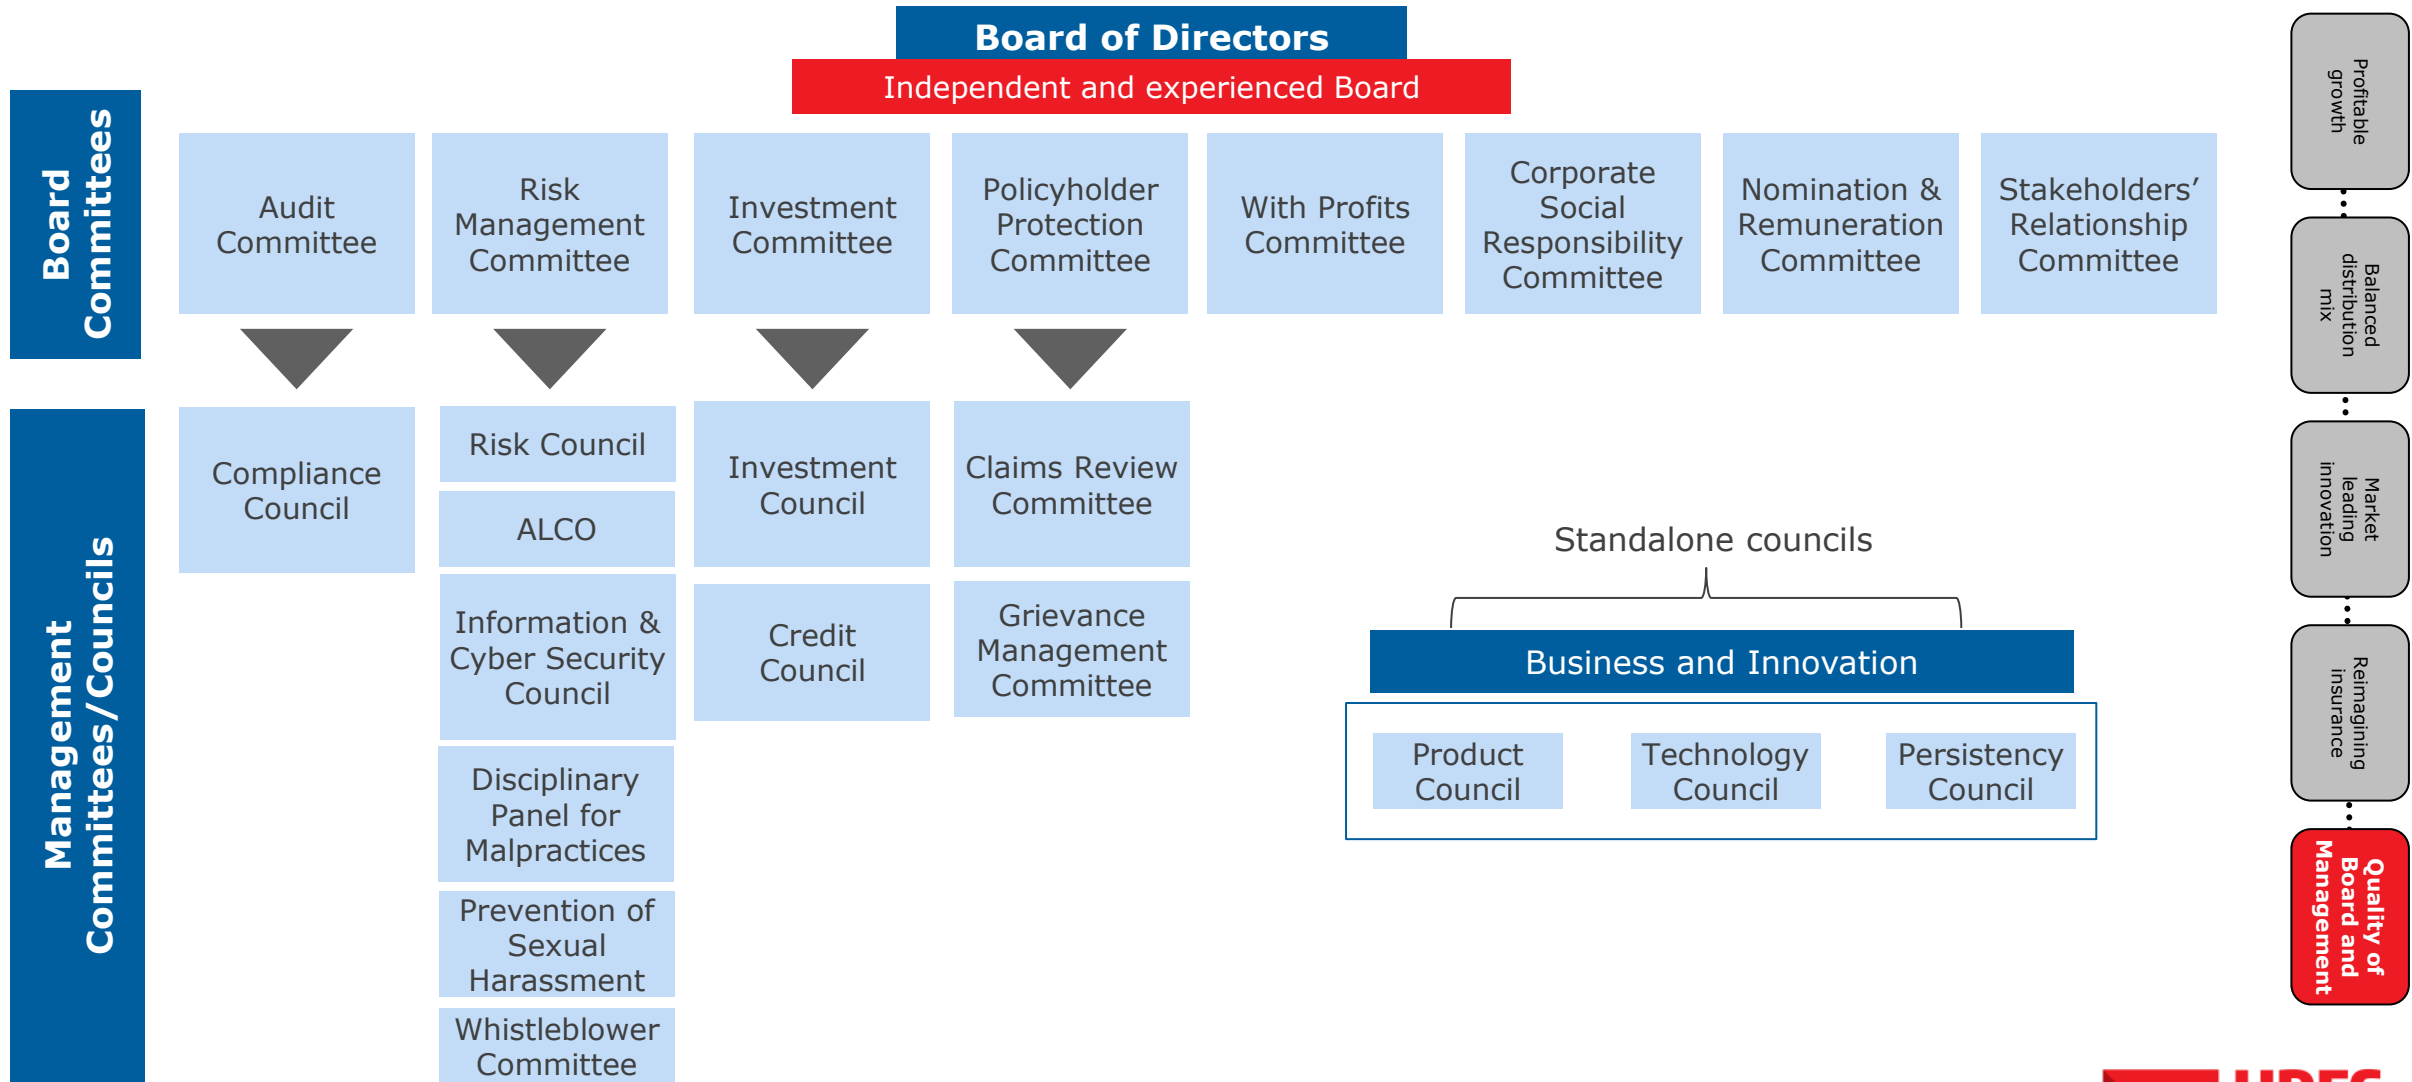 Board of Directors
Independent and experienced Board
Board
Committees
Audit
Committee
Risk
Management
Committee
Investment
Committee
Policyholder
Protection
Committee
With Profits
Committee
Corporate
Social
Responsibility
Committee
Nomination &
Remuneration
Committee
Stakeholders’
Relationship
Committee
Management
Committees/Councils
Compliance
Council
Risk Council
ALCO
Information &
Cyber Security
Council
Disciplinary
Panel for
Malpractices
Prevention of
Sexual
Harassment
Whistleblower
Committee
Investment
Council
Credit
Council
Claims Review
Committee
Grievance
Management
Committee
Standalone councils
Business and Innovation
Product
Council
Technology
Council
Persistency
Council
Profitable
growth
Balanced
distribution
mix
Market
leading
innovation
Reimagining
insurance
Quality of
Board and
Management